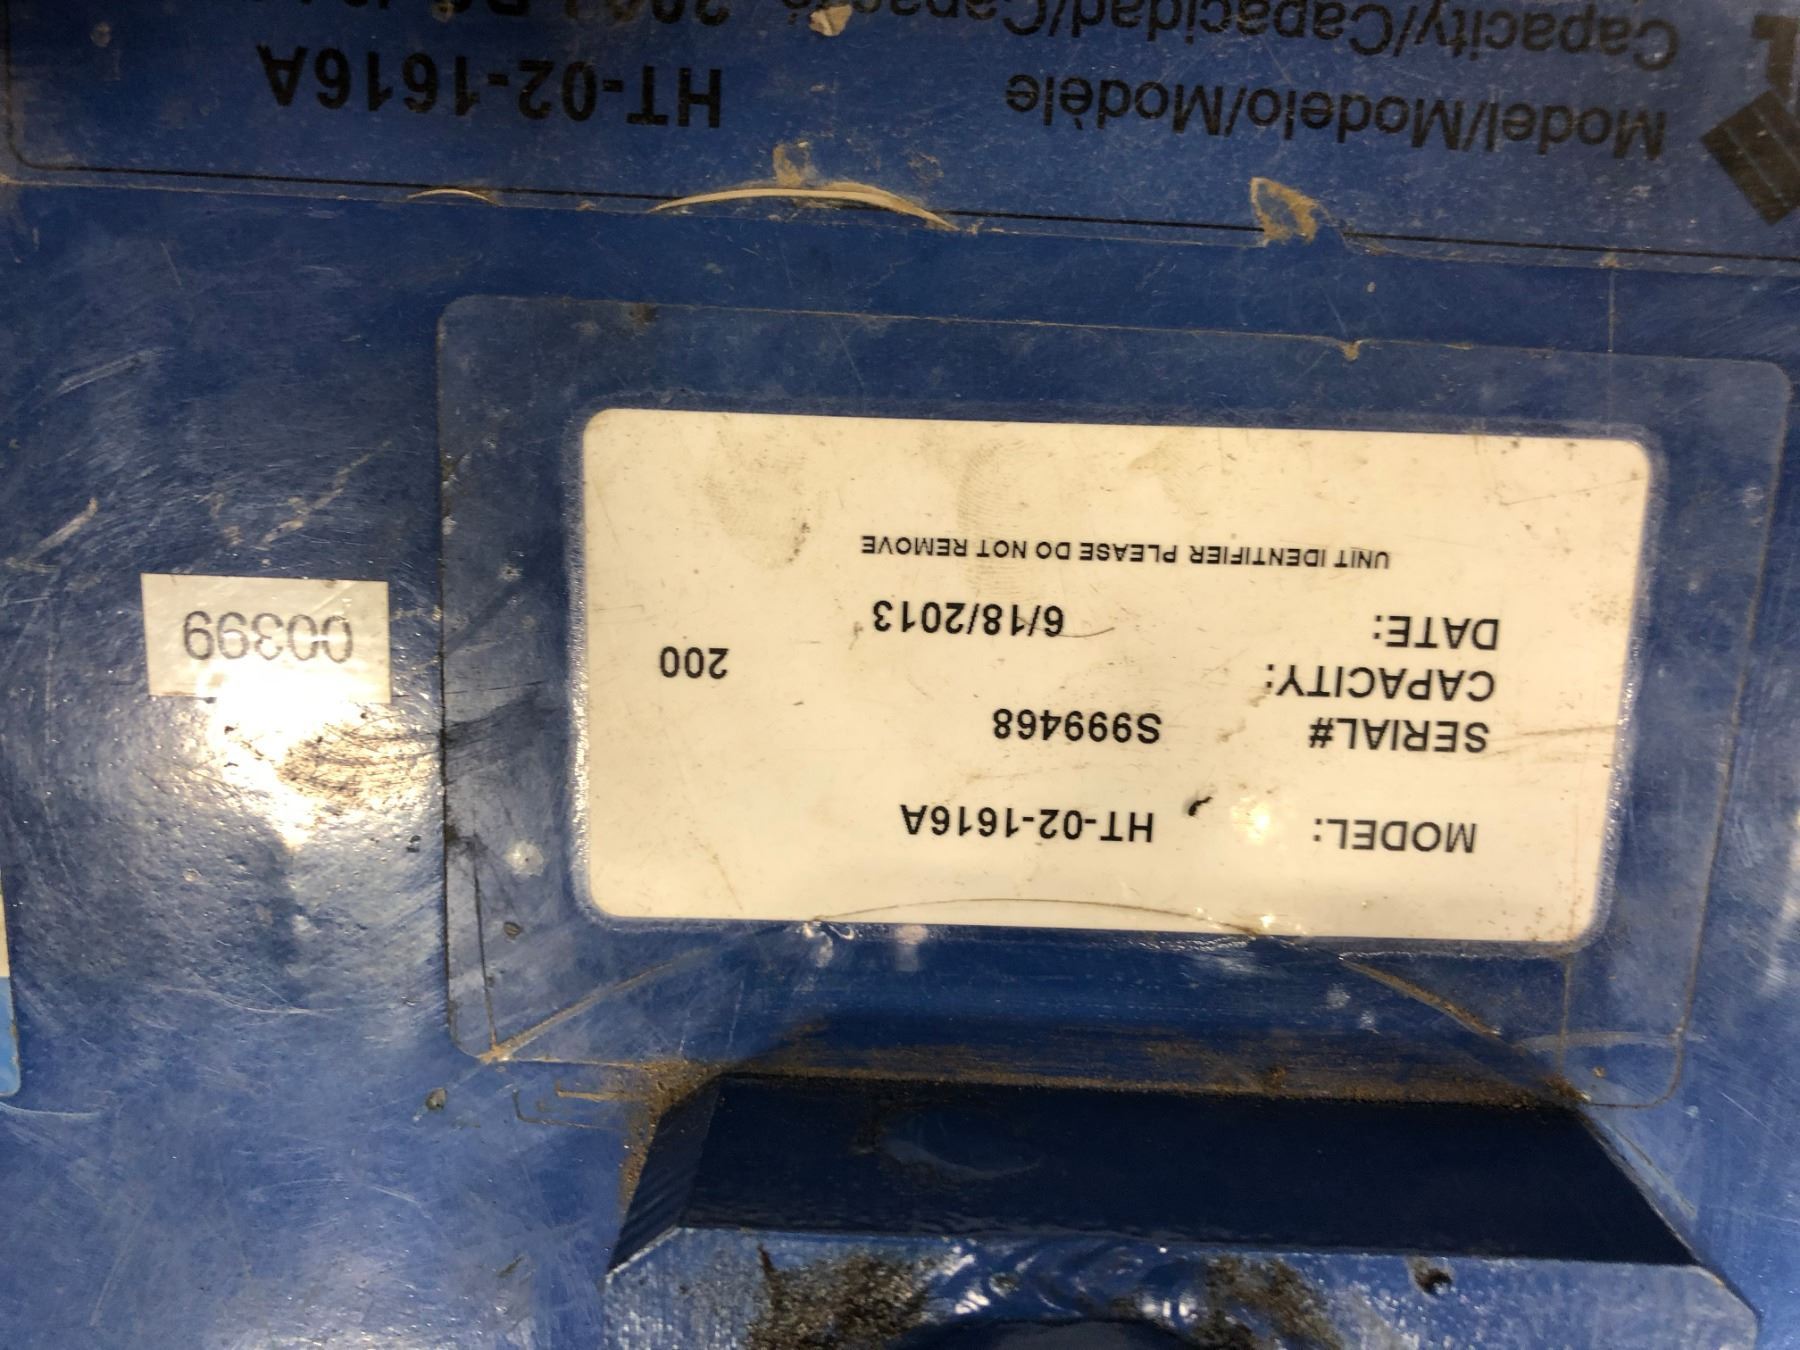 MODEL: HT-02-1616A
SERIAL# S999468
CAPACITY: 200
DATE: 6/18/2013
UNIT IDENTIFIER PLEASE DO NOT REMOVE
00399
Model/Modelo/Modèle HT-02-1616A
Capacity/Capacidad/Capacité